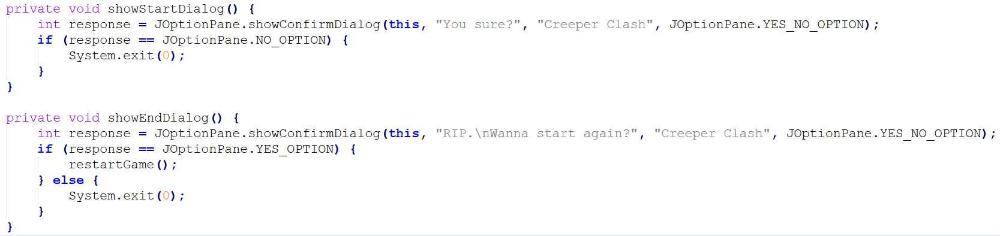 private void showStartDialog() {
    int response = JOptionPane.showConfirmDialog(this, "You sure?", "Creeper Clash", JOptionPane.YES_NO_OPTION);
    if (response == JOptionPane.NO_OPTION) {
        System.exit(0);
    }
}

private void showEndDialog() {
    int response = JOptionPane.showConfirmDialog(this, "RIP.\nWanna start again?", "Creeper Clash", JOptionPane.YES_NO_OPTION);
    if (response == JOptionPane.YES_OPTION) {
        restartGame();
    } else {
        System.exit(0);
    }
}